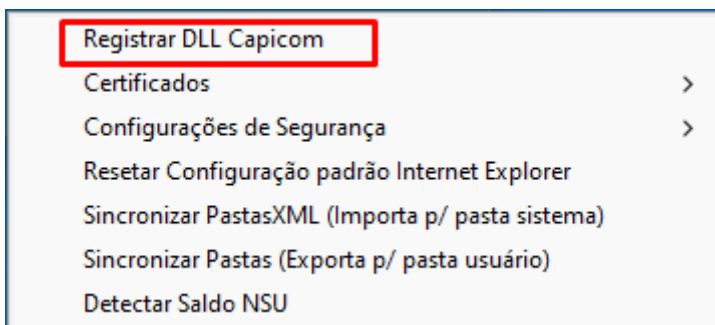 Registrar DLL Capicom
Certificados
Configurações de Segurança
Resetar Configuração padrão Internet Explorer
Sincronizar PastasXML (Importa p/ pasta sistema)
Sincronizar Pastas (Exporta p/ pasta usuário)
Detectar Saldo NSU